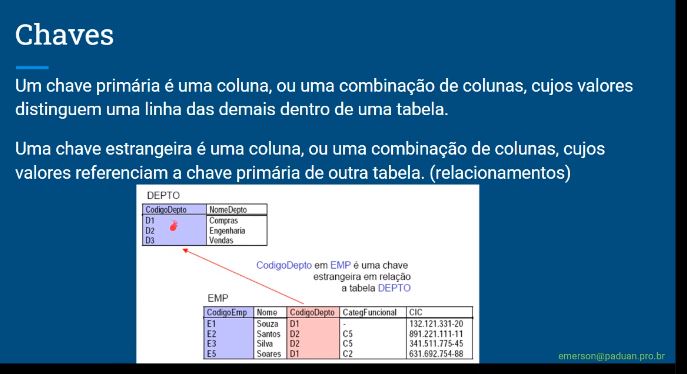 Chaves
Um chave primária é uma coluna, ou uma combinação de colunas, cujos valores
distinguem uma linha das demais dentro de uma tabela.
Uma chave estrangeira é uma coluna, ou uma combinação de colunas, cujos
valores referenciam a chave primária de outra tabela. (relacionamentos)
DEPTO
CodigoDepto NomeDepto
D1 Compras
D2 Engenharia
D3 Vendas
CodigoDepto em EMP é uma chave
estrangeira em relação
a tabela DEPTO
EMP
CodigoEmp Nome CodigoDepto CategFuncional CIC
E1 Souza D1 - 132.121.331-20
E2 Santos D2 C5 891.221.111-11
E3 Silva D2 C5 341.511.775-45
E5 Soares D1 C2 631.692.754-88
emerson@paduan.pro.br